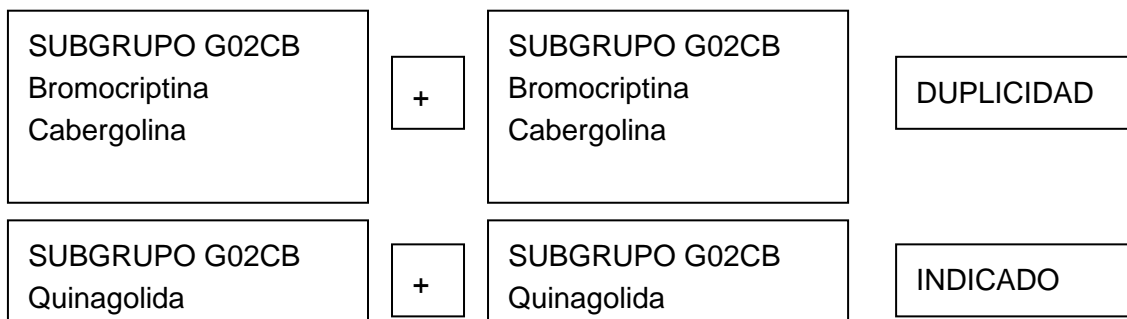 SUBGRUPO G02CB
Bromocriptina
Cabergolina
+
SUBGRUPO G02CB
Bromocriptina
Cabergolina
DUPLICIDAD
SUBGRUPO G02CB
Quinagolida
+
SUBGRUPO G02CB
Quinagolida
INDICADO